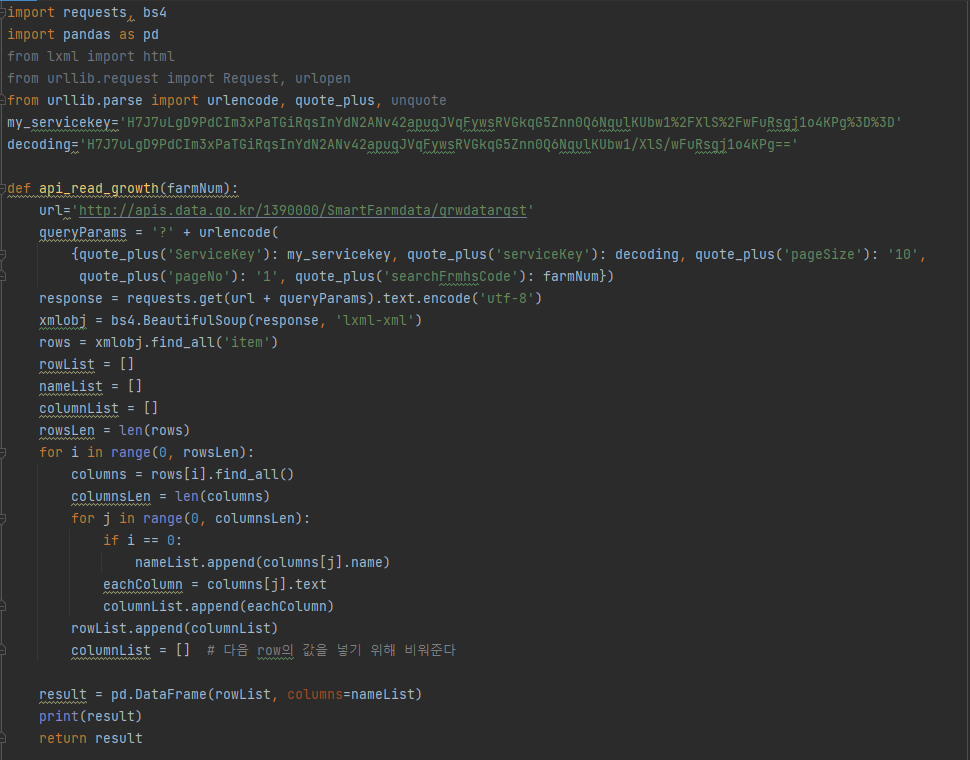 import requests, bs4
import pandas as pd
from lxml import html
from urllib.request import Request, urlopen
from urllib.parse import urlencode, quote_plus, unquote
my_servicekey='H7J7uLgD9PdCIm3xPaTGiRqsInYdN2ANv42apuqJVqFywsRVGkqG5Znn0Q6NqulKUbw1%2FXlS%2FwFuRsgj1o4KPg%3D%3D'
decoding='H7J7uLgD9PdCIm3xPaTGiRqsInYdN2ANv42apuqJVqFywsRVGkqG5Znn0Q6NqulKUbw1/XlS/wFuRsgj1o4KPg=='
def api_read_growth(farmNum):
    url='http://apis.data.go.kr/1390000/SmartFarmdata/grwdatarqst'
    queryParams = '?' + urlencode(
        {quote_plus('ServiceKey'): my_servicekey, quote_plus('serviceKey'): decoding, quote_plus('pageSize'): '10',
         quote_plus('pageNo'): '1', quote_plus('searchFrmhsCode'): farmNum})
    response = requests.get(url + queryParams).text.encode('utf-8')
    xmlobj = bs4.BeautifulSoup(response, 'lxml-xml')
    rows = xmlobj.find_all('item')
    rowList = []
    nameList = []
    columnList = []
    rowsLen = len(rows)
    for i in range(0, rowsLen):
        columns = rows[i].find_all()
        columnsLen = len(columns)
        for j in range(0, columnsLen):
            if i == 0:
                nameList.append(columns[j].name)
            eachColumn = columns[j].text
            columnList.append(eachColumn)
        rowList.append(columnList)
        columnList = []  # 다음 row의 값을 넣기 위해 비워준다
    result = pd.DataFrame(rowList, columns=nameList)
    print(result)
    return result